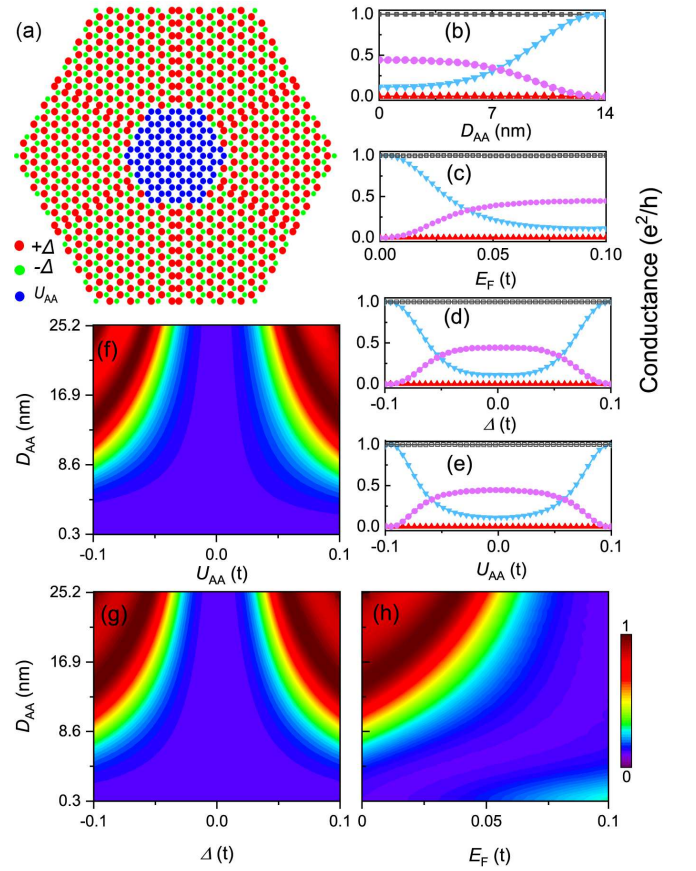 (a)
+Δ
-Δ
U_AA
(b)
1.0
0.5
0.0
0 7 14
D_AA (nm)
(c)
1.0
0.5
0.0
0.00 0.05 0.10
E_F (t)
(d)
1.0
0.5
0.0
-0.1 0.0 0.1
Δ (t)
(e)
1.0
0.5
0.0
-0.1 0.0 0.1
U_AA (t)
Conductance (e²/h)
(f)
25.2
16.9
8.6
0.3
D_AA (nm)
-0.1 0.0 0.1
U_AA (t)
(g)
25.2
16.9
8.6
0.3
D_AA (nm)
-0.1 0.0 0.1
Δ (t)
(h)
0 0.05 0.1
E_F (t)
1
0